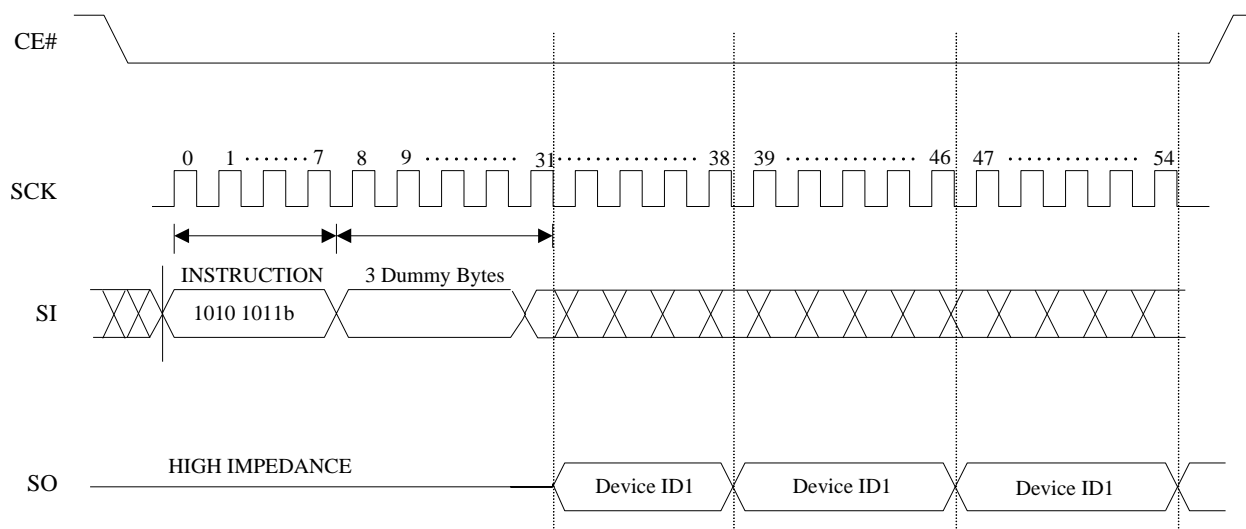 CE#
0 1 ······· 7 8 9 ·········· 31 ·············· 38 39 ············ 46 47 ············ 54
SCK
INSTRUCTION 3 Dummy Bytes
SI 1010 1011b
HIGH IMPEDANCE
SO Device ID1 Device ID1 Device ID1